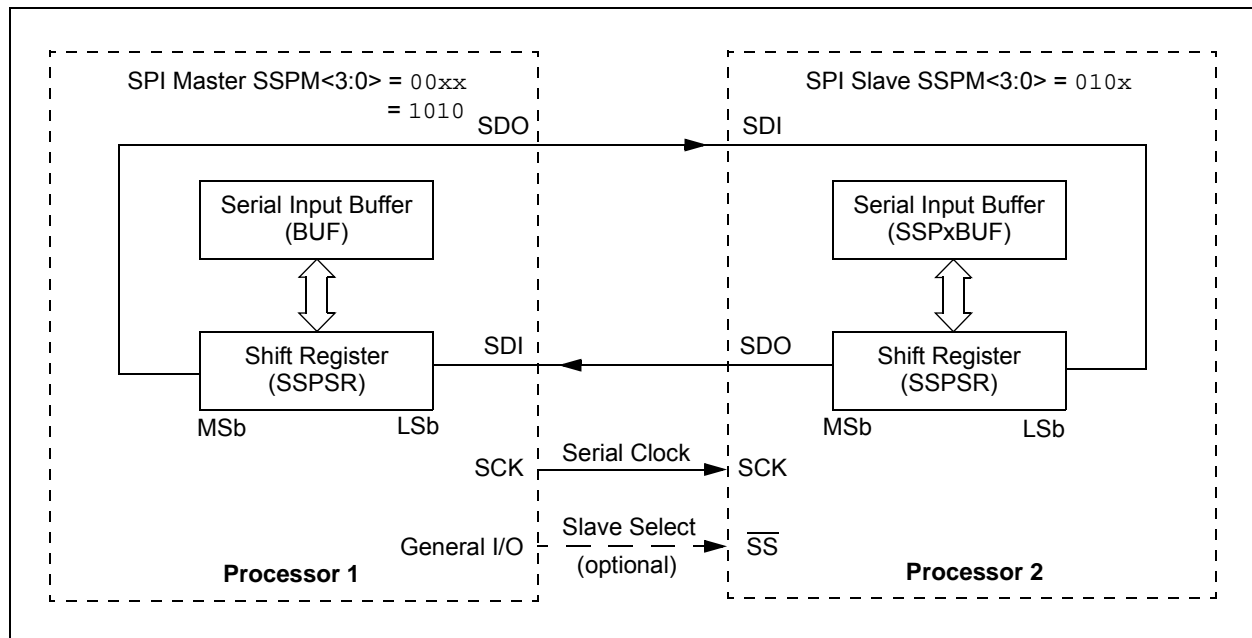 SPI Master SSPM<3:0> = 00xx
= 1010
SPI Slave SSPM<3:0> = 010x
SDO
SDI
Serial Input Buffer
(BUF)
Serial Input Buffer
(SSPxBUF)
Shift Register
(SSPSR)
MSb
LSb
SDI
SDO
Shift Register
(SSPSR)
MSb
LSb
SCK
Serial Clock
SCK
General I/O
Slave Select
(optional)
SS
Processor 1
Processor 2